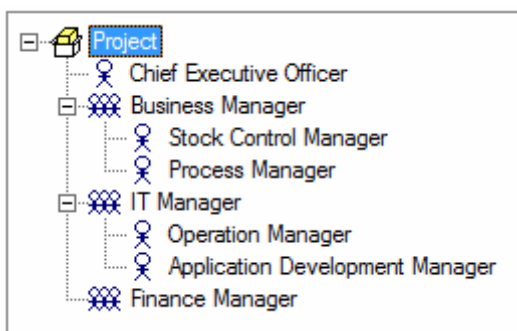 Project
Chief Executive Officer
Business Manager
Stock Control Manager
Process Manager
IT Manager
Operation Manager
Application Development Manager
Finance Manager